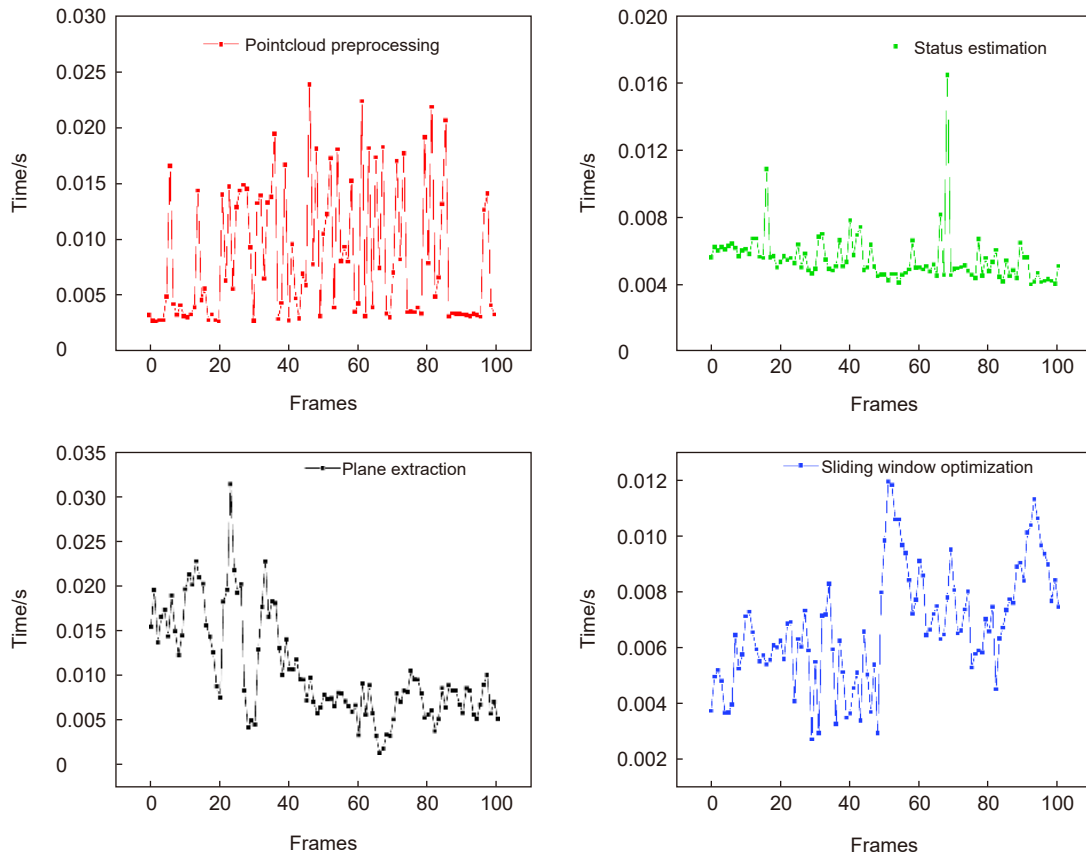 0.030
Pointcloud preprocessing
0.025
0.020
0.015
0.010
0.005
0
Time/s
0 20 40 60 80 100
Frames
0.020
Status estimation
0.016
0.012
0.008
0.004
0
Time/s
0 20 40 60 80 100
Frames
0.035
Plane extraction
0.030
0.025
0.020
0.015
0.010
0.005
0
Time/s
0 20 40 60 80 100
Frames
0.012
Sliding window optimization
0.010
0.008
0.006
0.004
0.002
Time/s
0 20 40 60 80 100
Frames